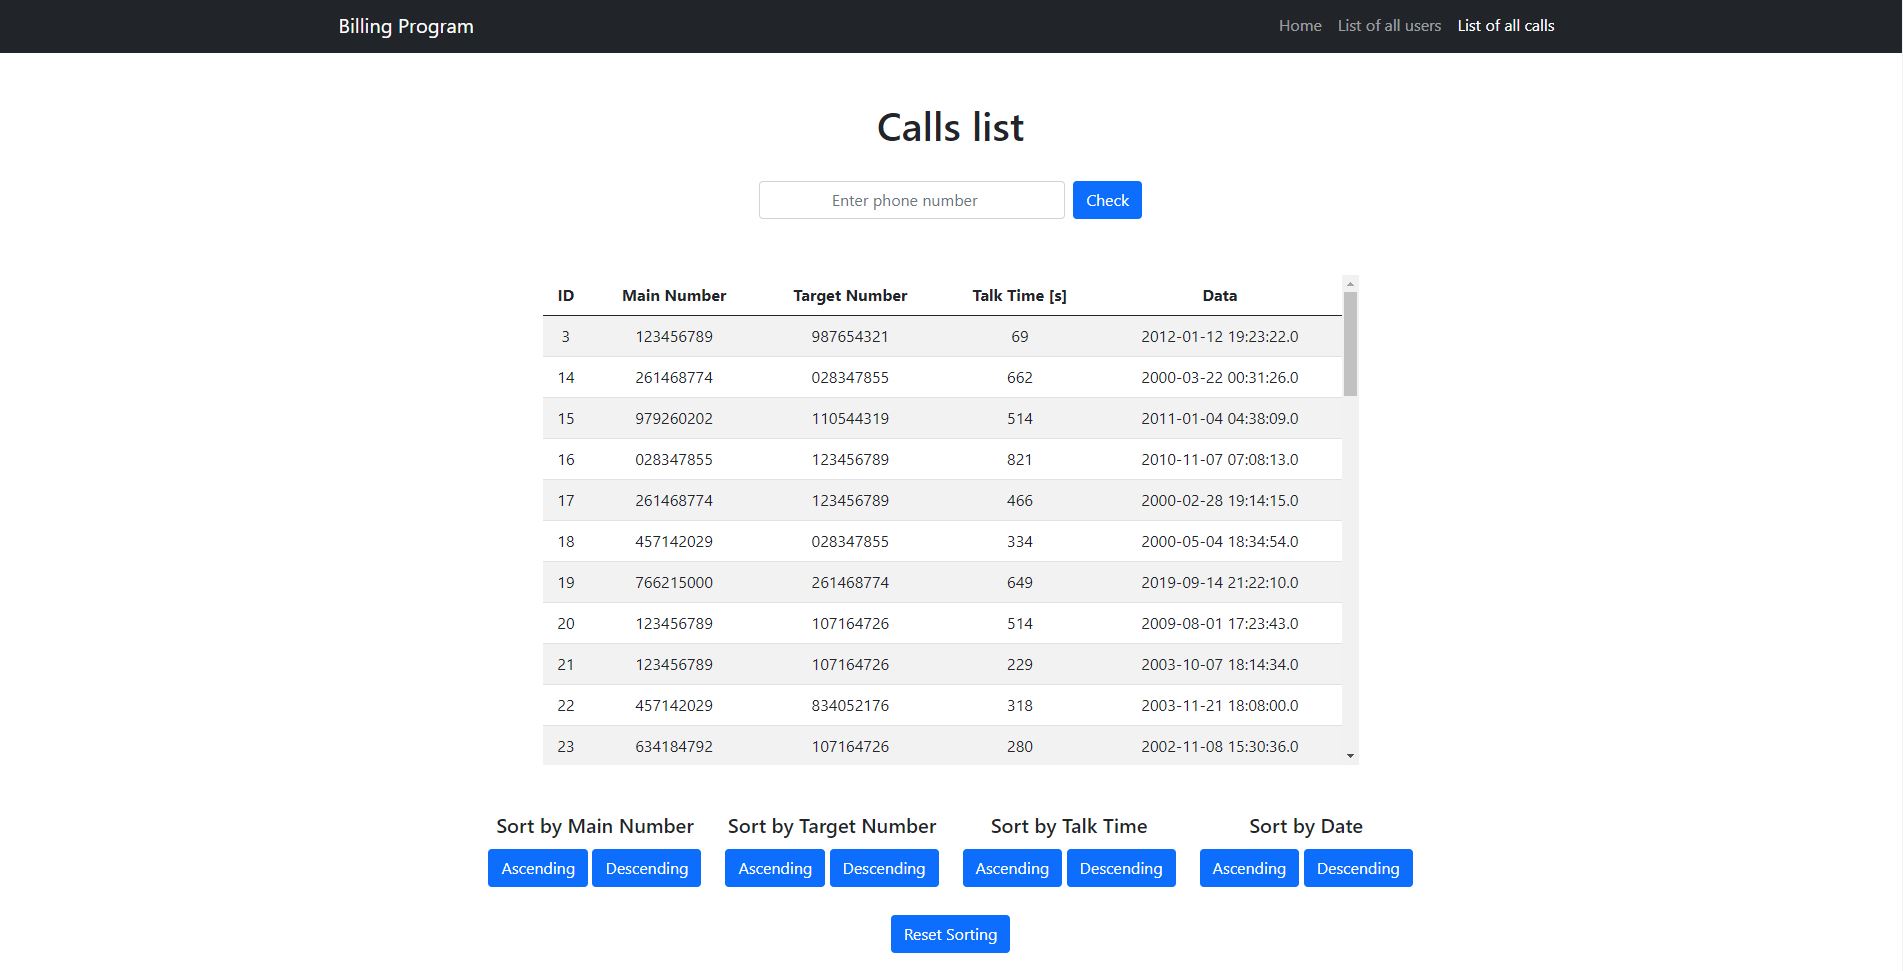 Billing Program Home List of all users List of all calls
Calls list
Enter phone number Check
ID Main Number Target Number Talk Time [s] Data
3 123456789 987654321 69 2012-01-12 19:23:22.0
14 261468774 028347855 662 2000-03-22 00:31:26.0
15 979260202 110544319 514 2011-01-04 04:38:09.0
16 028347855 123456789 821 2010-11-07 07:08:13.0
17 261468774 123456789 466 2000-02-28 19:14:15.0
18 457142029 028347855 334 2000-05-04 18:34:54.0
19 766215000 261468774 649 2019-09-14 21:22:10.0
20 123456789 107164726 514 2009-08-01 17:23:43.0
21 123456789 107164726 229 2003-10-07 18:14:34.0
22 457142029 834052176 318 2003-11-21 18:08:00.0
23 634184792 107164726 280 2002-11-08 15:30:36.0
Sort by Main Number Sort by Target Number Sort by Talk Time Sort by Date
Ascending Descending Ascending Descending Ascending Descending Ascending Descending
Reset Sorting